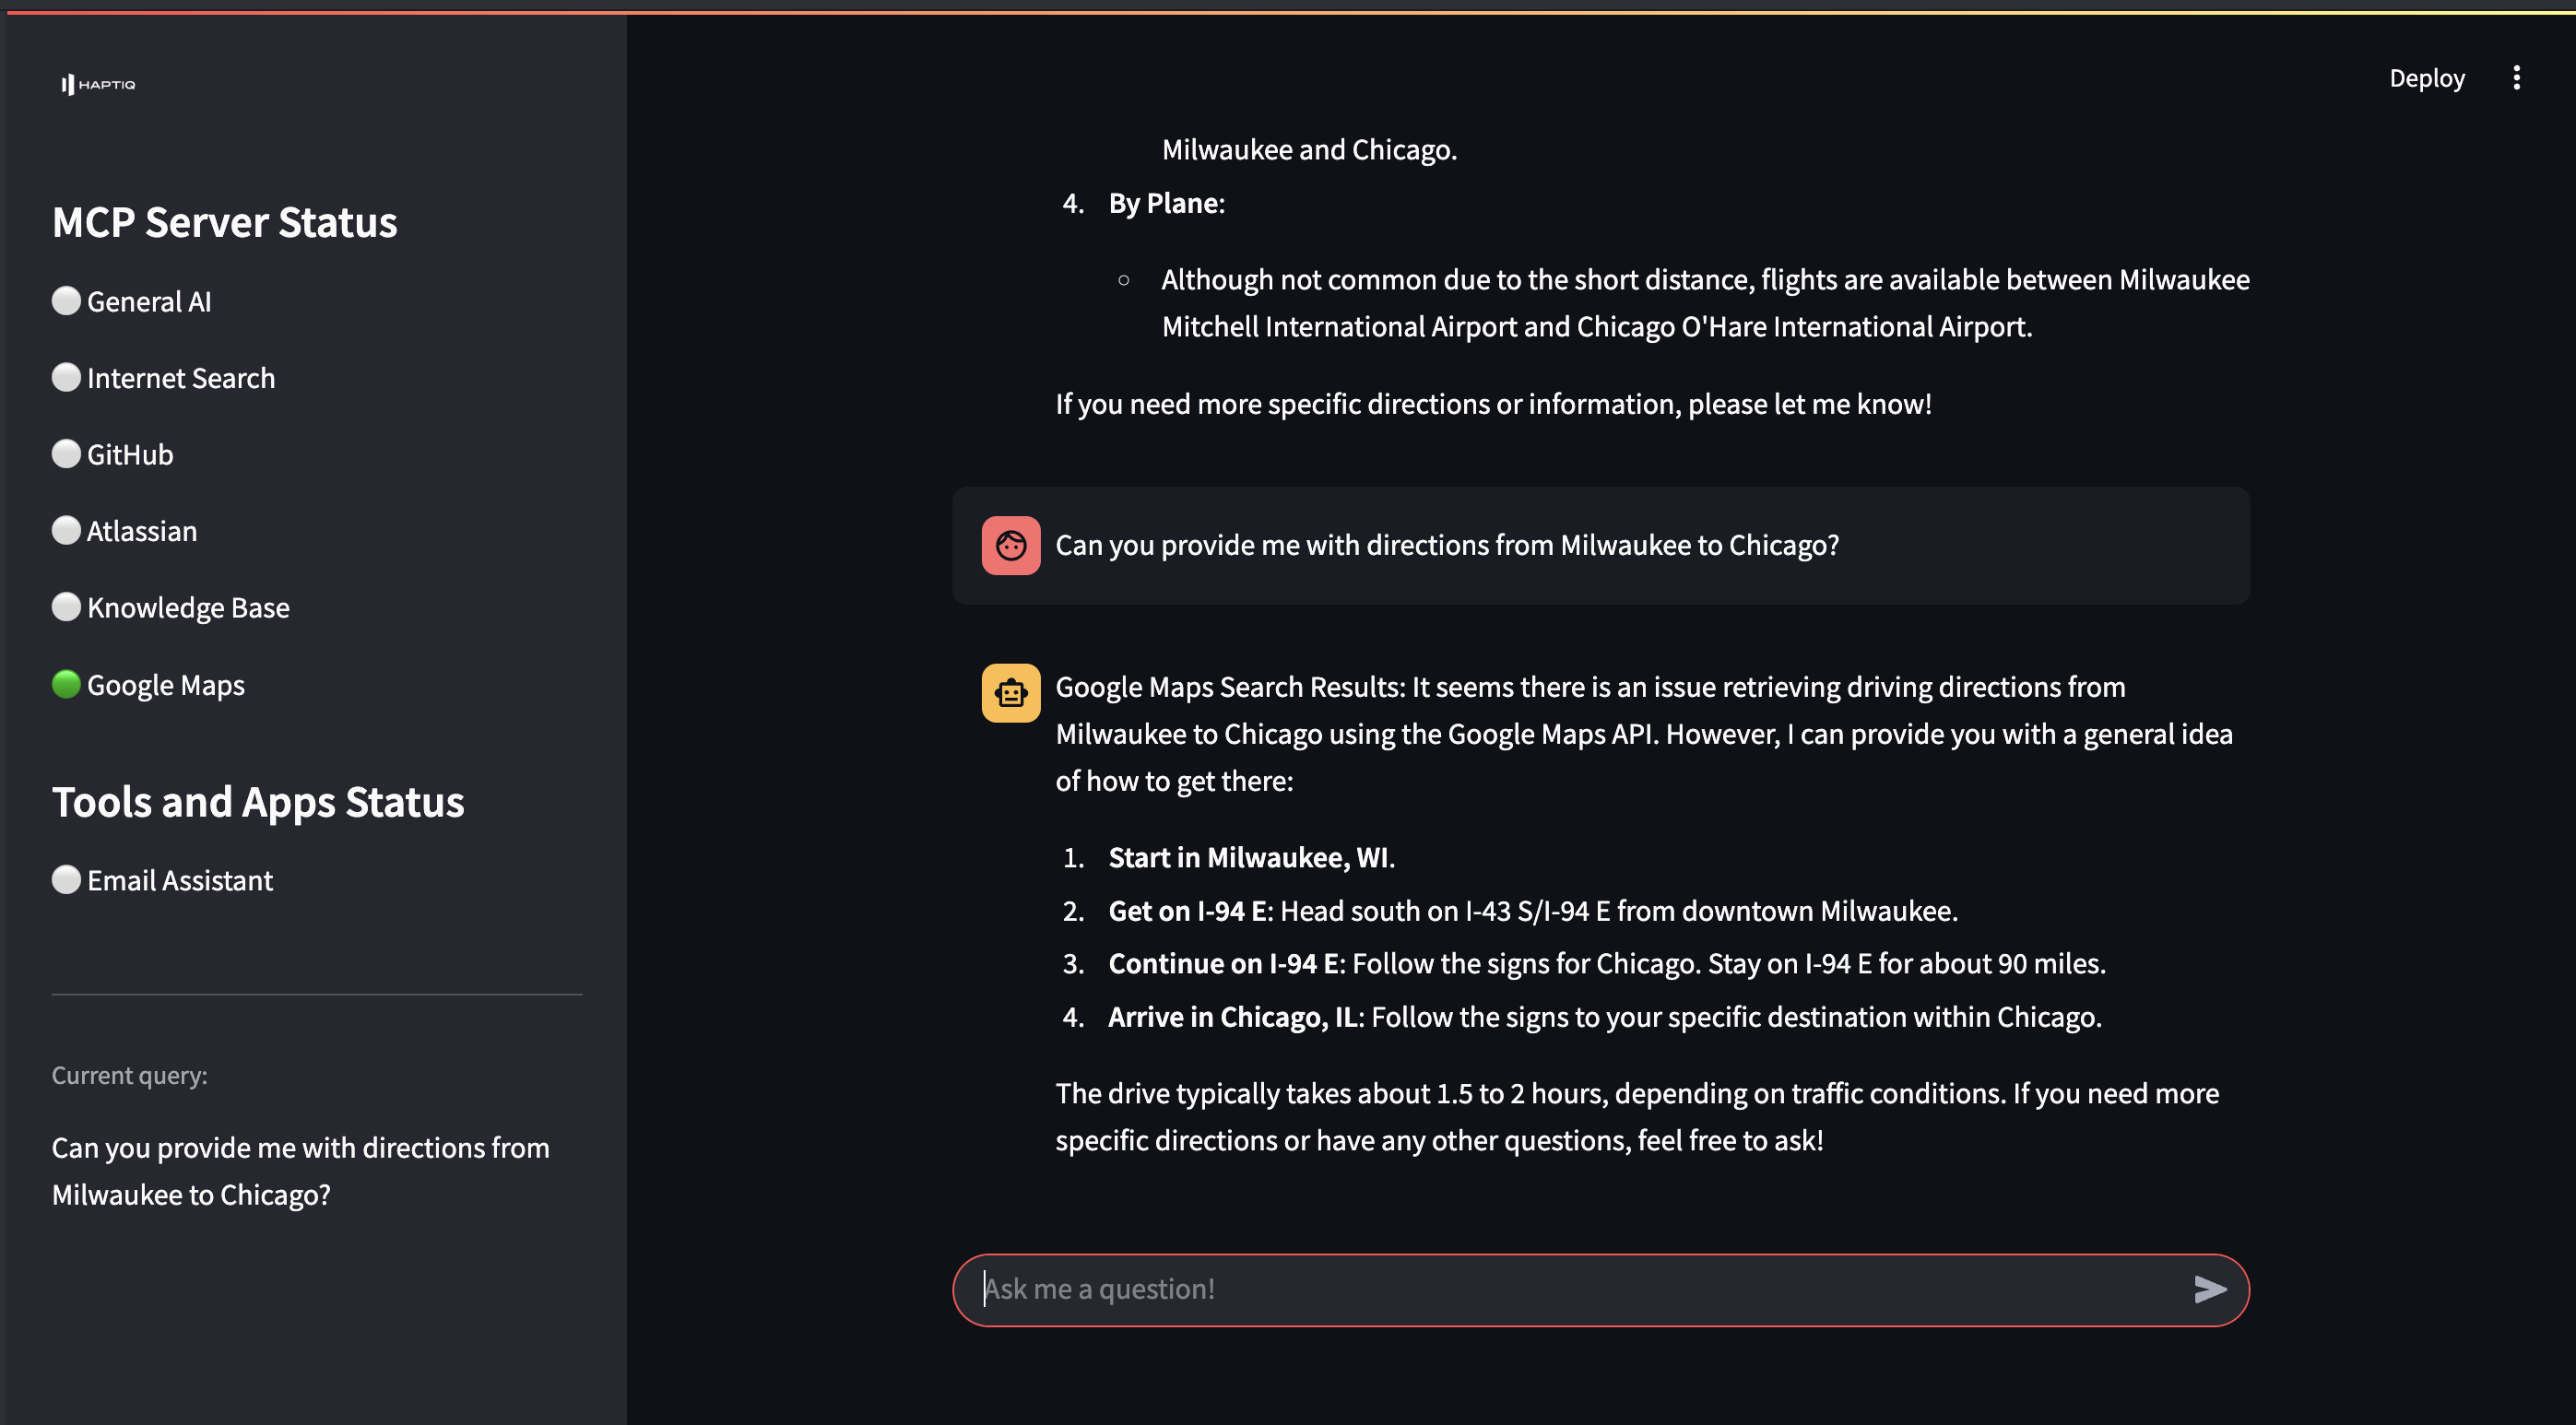 HAPTIQ
MCP Server Status
General AI
Internet Search
GitHub
Atlassian
Knowledge Base
Google Maps
Tools and Apps Status
Email Assistant
Current query:
Can you provide me with directions from
Milwaukee to Chicago?
Deploy
Milwaukee and Chicago.
4. By Plane:
Although not common due to the short distance, flights are available between Milwaukee
Mitchell International Airport and Chicago O'Hare International Airport.
If you need more specific directions or information, please let me know!
Can you provide me with directions from Milwaukee to Chicago?
Google Maps Search Results: It seems there is an issue retrieving driving directions from
Milwaukee to Chicago using the Google Maps API. However, I can provide you with a general idea
of how to get there:
1. Start in Milwaukee, WI.
2. Get on I-94 E: Head south on I-43 S/I-94 E from downtown Milwaukee.
3. Continue on I-94 E: Follow the signs for Chicago. Stay on I-94 E for about 90 miles.
4. Arrive in Chicago, IL: Follow the signs to your specific destination within Chicago.
The drive typically takes about 1.5 to 2 hours, depending on traffic conditions. If you need more
specific directions or have any other questions, feel free to ask!
Ask me a question!